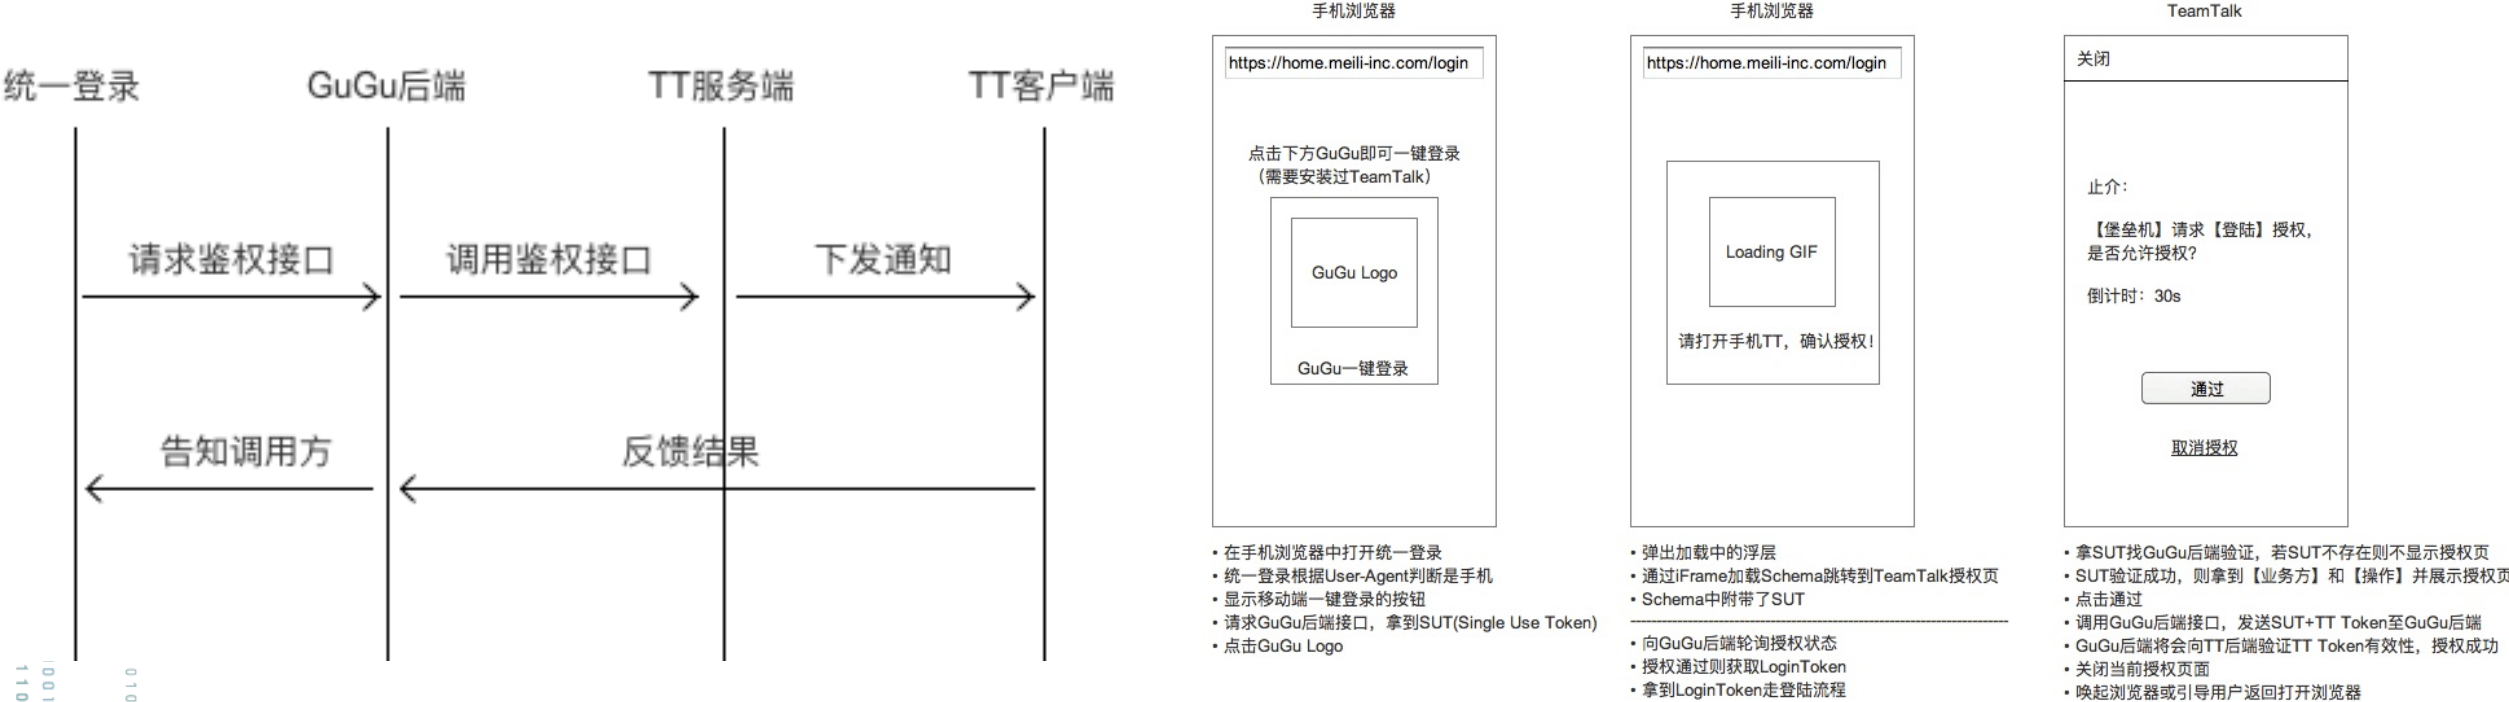 统一登录
GuGu后端
TT服务端
TT客户端
请求鉴权接口
调用鉴权接口
下发通知
告知调用方
反馈结果
110
1001
010
手机浏览器
https://home.meili-inc.com/login
点击下方GuGu即可一键登录
（需要安装过TeamTalk）
GuGu Logo
GuGu一键登录
• 在手机浏览器中打开统一登录
• 统一登录根据User-Agent判断是手机
• 显示移动端一键登录的按钮
• 请求GuGu后端接口，拿到SUT(Single Use Token)
• 点击GuGu Logo
手机浏览器
https://home.meili-inc.com/login
Loading GIF
请打开手机TT，确认授权！
• 弹出加载中的浮层
• 通过iFrame加载Schema跳转到TeamTalk授权页
• Schema中附带了SUT
• 向GuGu后端轮询授权状态
• 授权通过则获取LoginToken
• 拿到LoginToken走登陆流程
TeamTalk
关闭
止介：
【堡垒机】请求【登陆】授权，
是否允许授权？
倒计时：30s
通过
取消授权
• 拿SUT找GuGu后端验证，若SUT不存在则不显示授权页
• SUT验证成功，则拿到【业务方】和【操作】并展示授权页
• 点击通过
• 调用GuGu后端接口，发送SUT+TT Token至GuGu后端
• GuGu后端将会向TT后端验证TT Token有效性，授权成功
• 关闭当前授权页面
• 唤起浏览器或引导用户返回打开浏览器